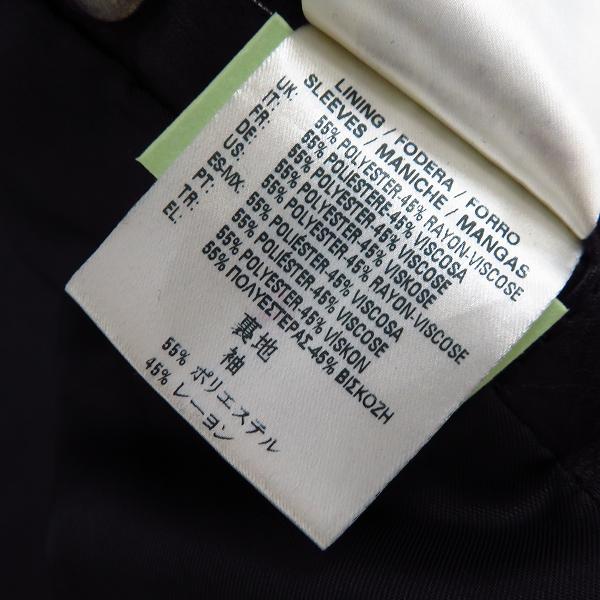 LINING / FODERA / FORRO
SLEEVES / MANICHE / MANGAS
UK: 55% POLYESTER-45% RAYON-VISCOSE
IT: 55% POLIESTERE-45% VISCOSA
FR: 55% POLYESTER-45% VISCOSE
DE: 55% POLYESTER-45% VISKOSE
US: 55% POLYESTER-45% RAYON-VISCOSE
ES-MX: 55% POLIÉSTER-45% VISCOSA
PT: 55% POLIÉSTER-45% VISCOSE
TR: 55% POLYESTER-45% VISKON
EL: 55% ΠΟΛΥΕΣΤΕΡΑΣ-45% ΒΙΣΚΟΖΗ
裏地
袖
55% ポリエステル
45% レーヨン